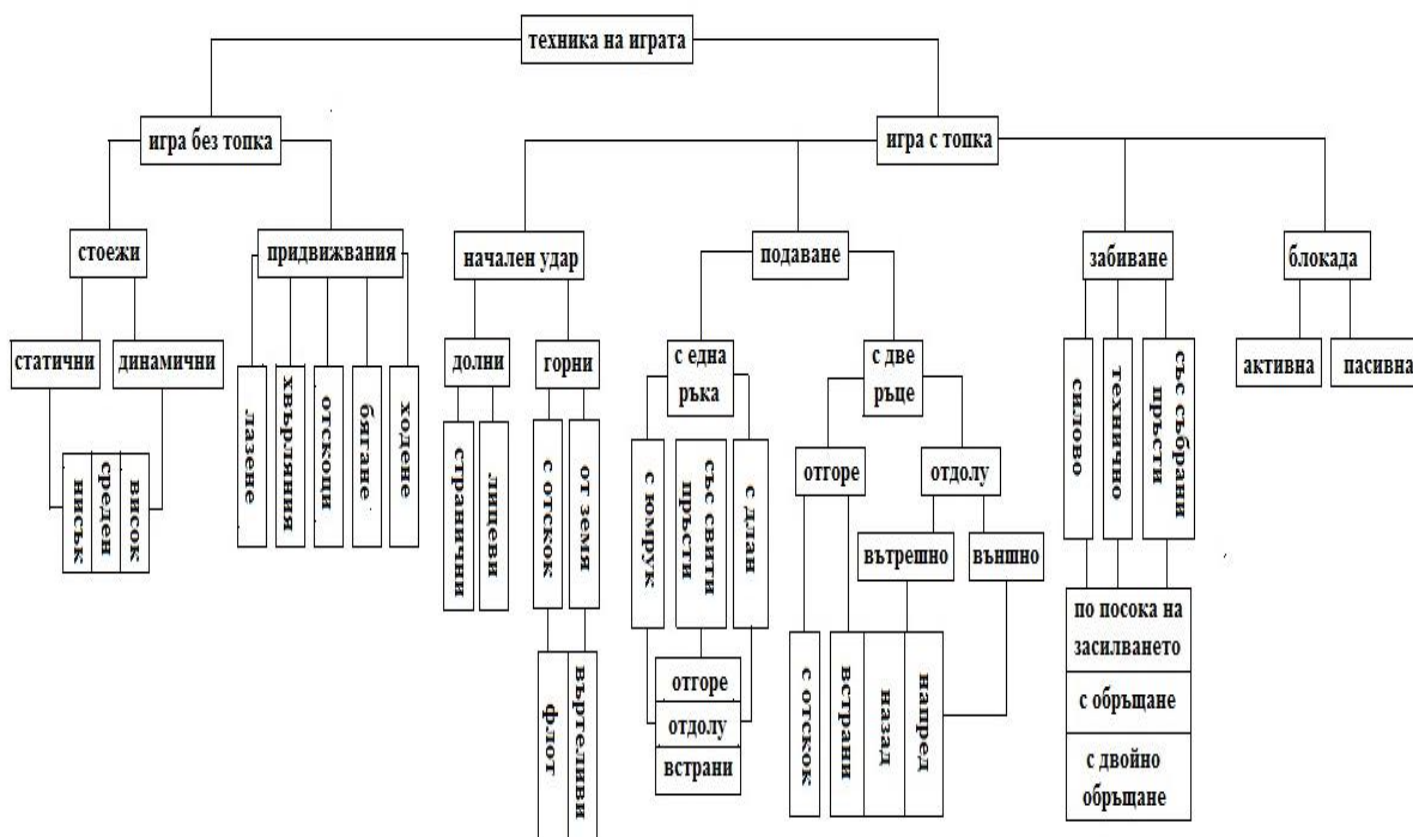 техника на играта
игра без топка
игра с топка
стоежи
придвижвания
начален удар
подаване
забиване
блокада
статични
динамични
долни
горни
с една
ръка
с две
ръце
активна
пасивна
лазене
хвърляния
отскоци
бягане
ходене
силово
технично
със събрани
пръсти
странични
лицеви
с отскок
от земя
с юмрук
със свити
пръсти
с длан
отгоре
отдолу
нисък
среден
висок
вътрешно
външно
по посока на
засилването
с обръщане
с двойно
обръщане
флот
въртеливи
отгоре
отдолу
встрани
с отскок
встрани
назад
напред